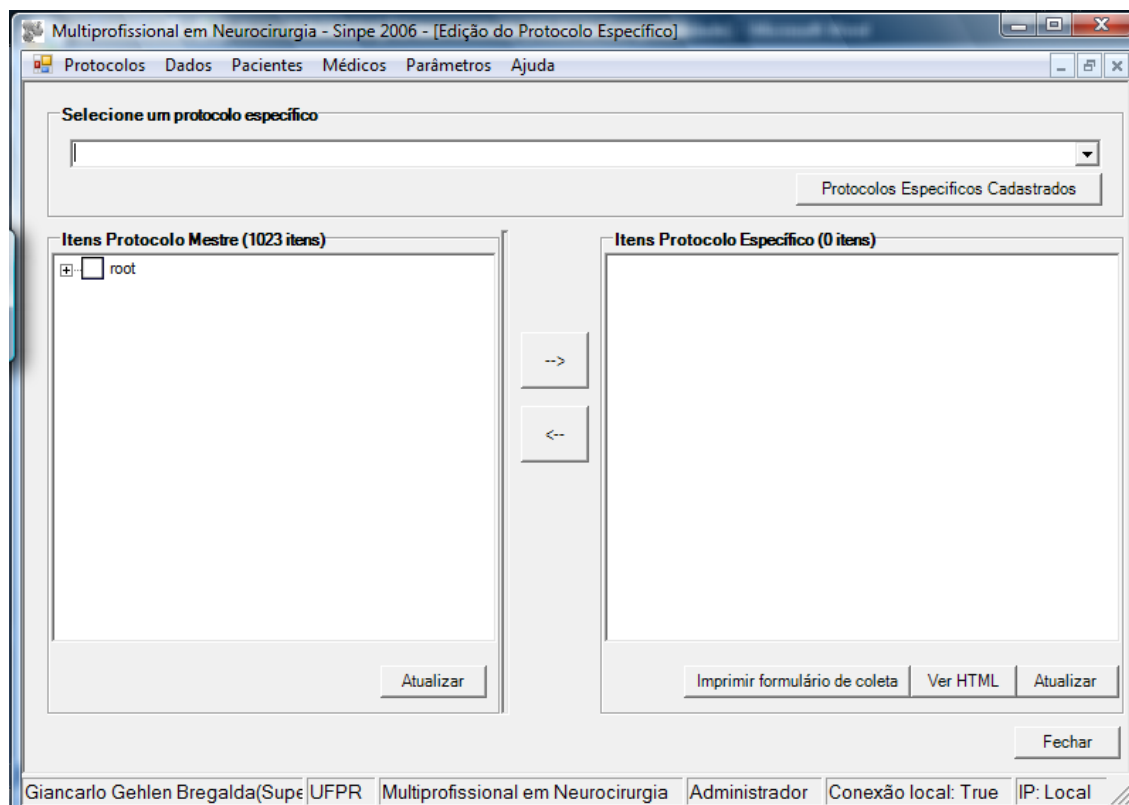 Multiprofissional em Neurocirurgia - Sinpe 2006 - [Edição do Protocolo Específico]
Protocolos Dados Pacientes Médicos Parâmetros Ajuda
Selecione um protocolo específico
Protocolos Especificos Cadastrados
Itens Protocolo Mestre (1023 itens)
root
Atualizar
-->
<--
Itens Protocolo Específico (0 itens)
Imprimir formulário de coleta Ver HTML Atualizar
Fechar
Giancarlo Gehlen Bregalda(Supe UFPR Multiprofissional em Neurocirurgia Administrador Conexão local: True IP: Local